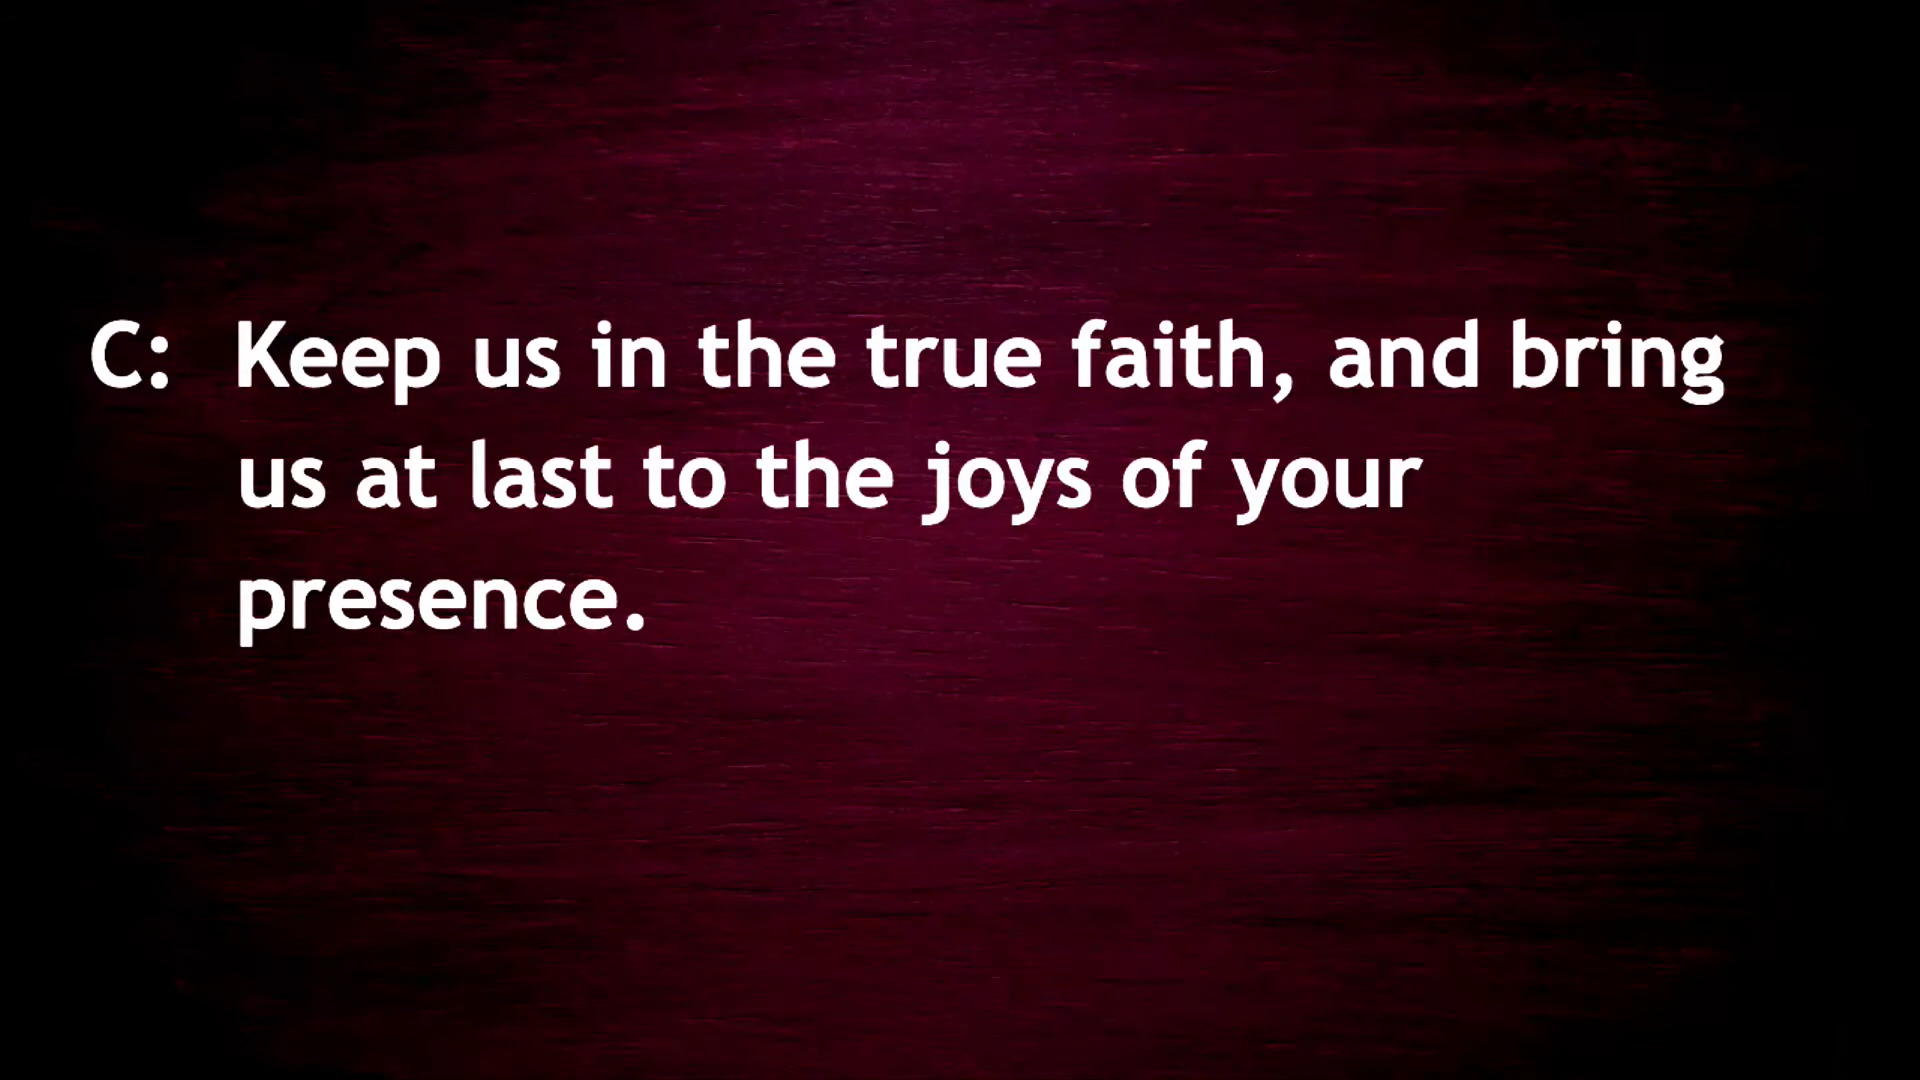 C: Keep us in the true faith, and bring
us at last to the joys of your
presence.